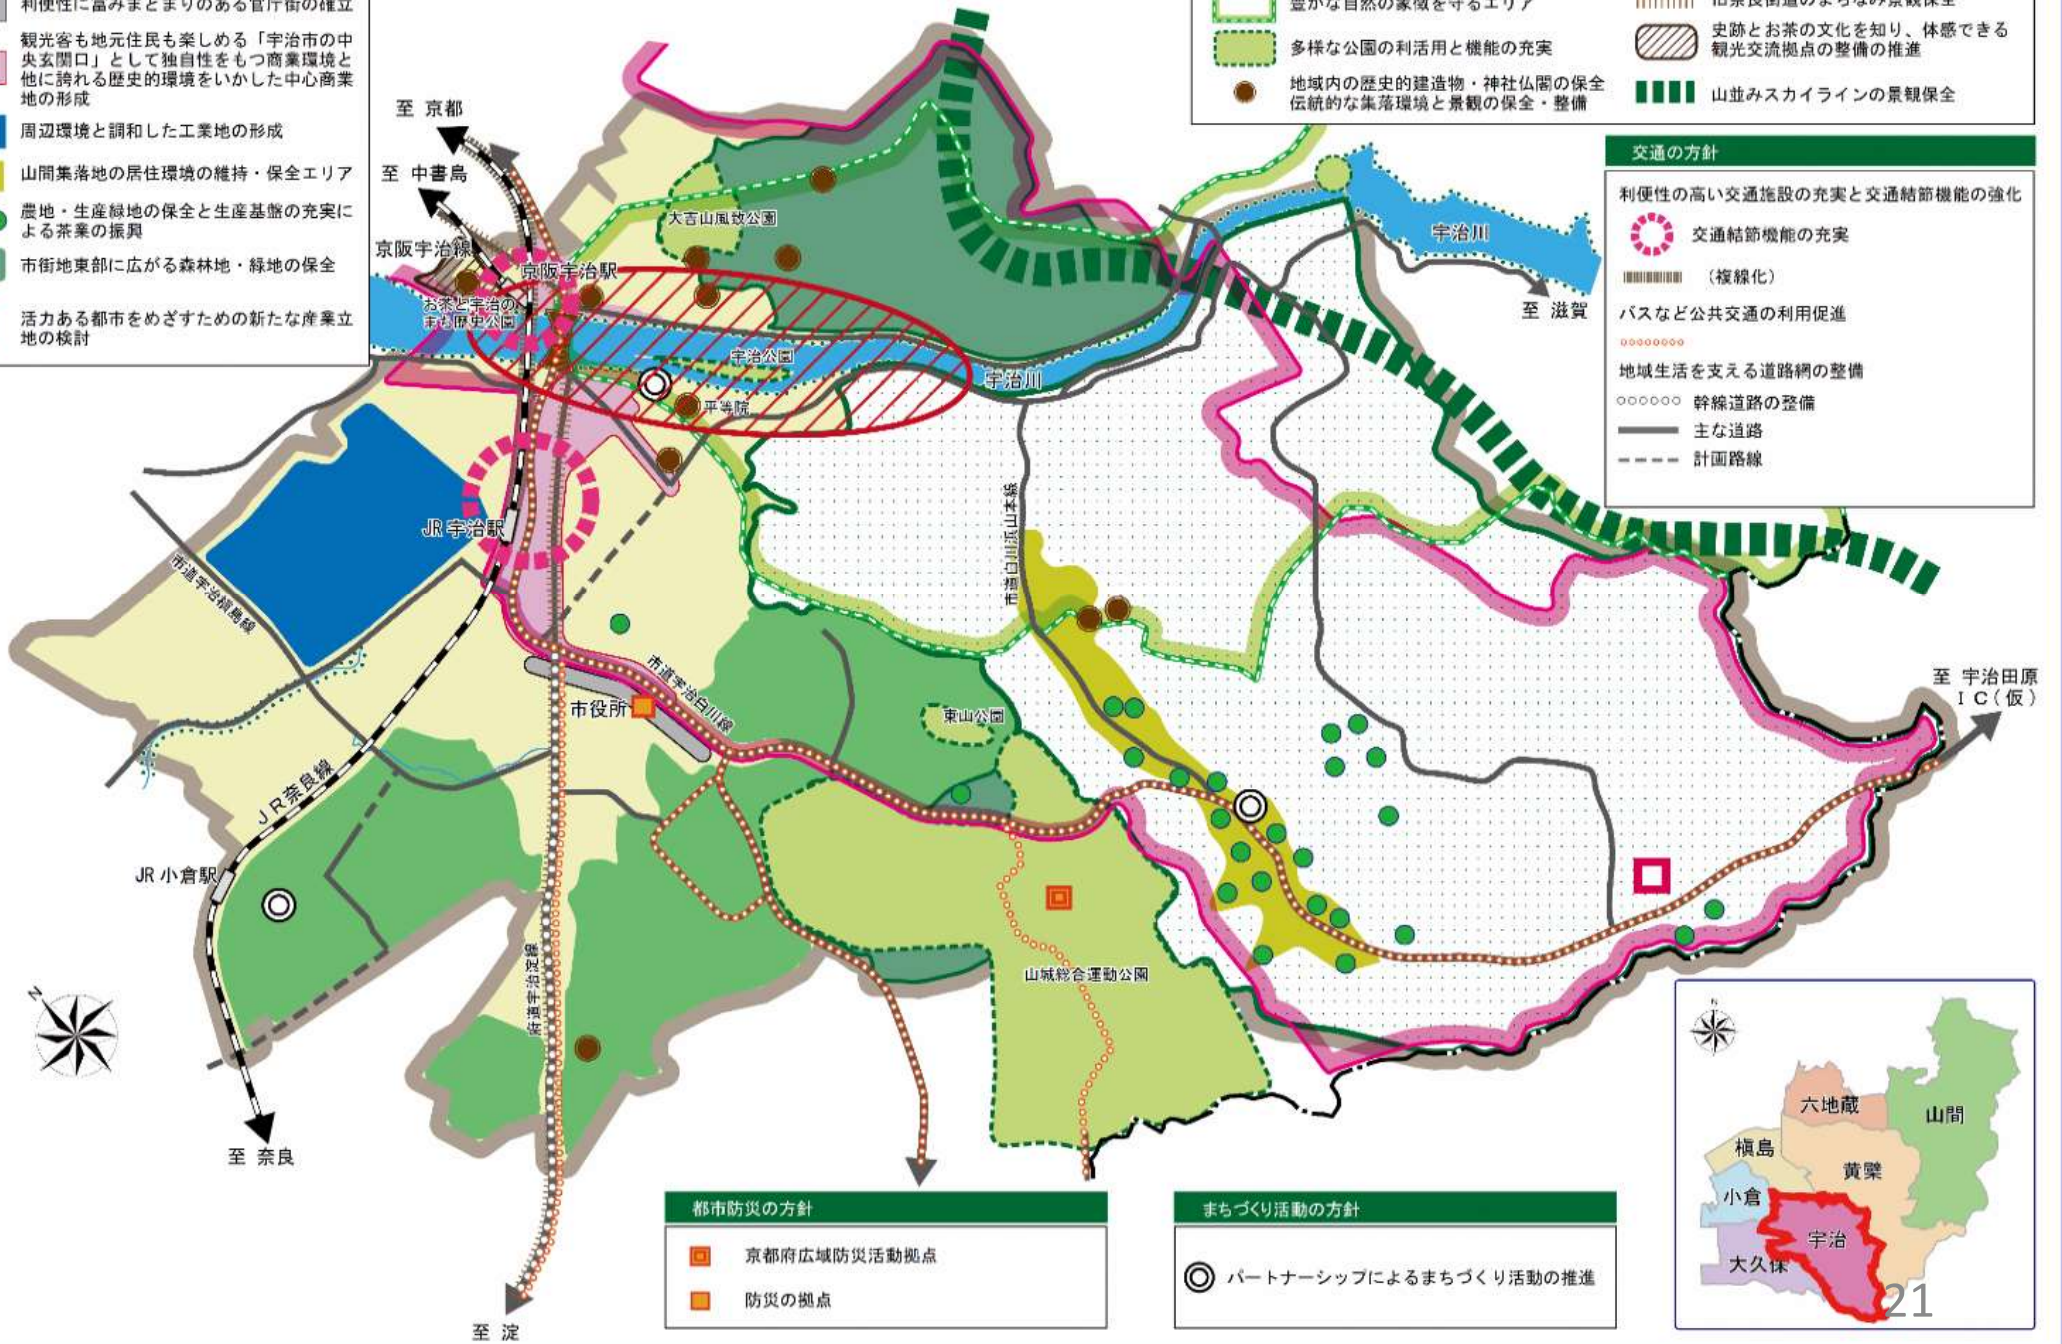 利便性に富みまとまりのある官庁街の確立
観光客も地元住民も楽しめる「宇治市の中
央玄関口」として独自性をもつ商業環境と
他に誇れる歴史的環境をいかした中心商業
地の形成
周辺環境と調和した工業地の形成
山間集落地の居住環境の維持・保全エリア
農地・生産緑地の保全と生産基盤の充実に
よる茶業の振興
市街地東部に広がる森林地・緑地の保全
活力ある都市をめざすための新たな産業立
地の検討
豊かな自然の象徴を守るエリア
多様な公園の利活用と機能の充実
地域内の歴史的建造物・神社仏閣の保全
伝統的な集落環境と景観の保全・整備
旧奈良街道のまちなみ景観保全
史跡とお茶の文化を知り、体感できる
観光交流拠点の整備の推進
山並みスカイラインの景観保全
交通の方針
利便性の高い交通施設の充実と交通結節機能の強化
交通結節機能の充実
（複線化）
バスなど公共交通の利用促進
地域生活を支える道路網の整備
幹線道路の整備
主な道路
計画路線
至 京都
至 中書島
京阪宇治線
京阪宇治駅
お茶と宇治の
まち歴史公園
大吉山風致公園
宇治公園
宇治川
平等院
宇治川
至 滋賀
JR宇治駅
市道宇治槇島線
市道白川浜山本線
市役所
市道宇治白川線
東山公園
JR奈良線
JR小倉駅
府道宇治淀線
山城総合運動公園
至 宇治田原
IC(仮)
N
至 奈良
至 淀
都市防災の方針
京都府広域防災活動拠点
防災の拠点
まちづくり活動の方針
パートナーシップによるまちづくり活動の推進
N
六地蔵
山間
槇島
黄檗
小倉
宇治
大久保
21